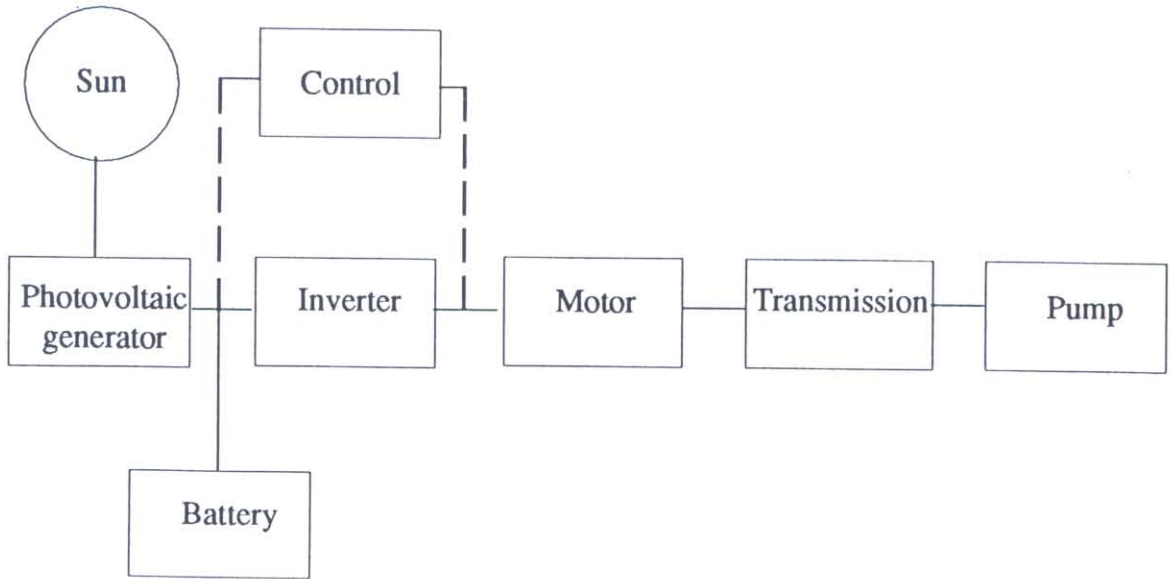 Sun
Control
Photovoltaic
generator
Inverter
Motor
Transmission
Pump
Battery